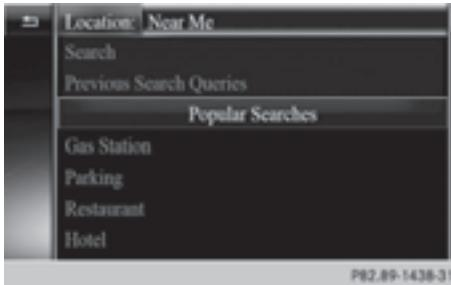 Location: Near Me
Search
Previous Search Queries
Popular Searches
Gas Station
Parking
Restaurant
Hotel
P82.89-1438-31